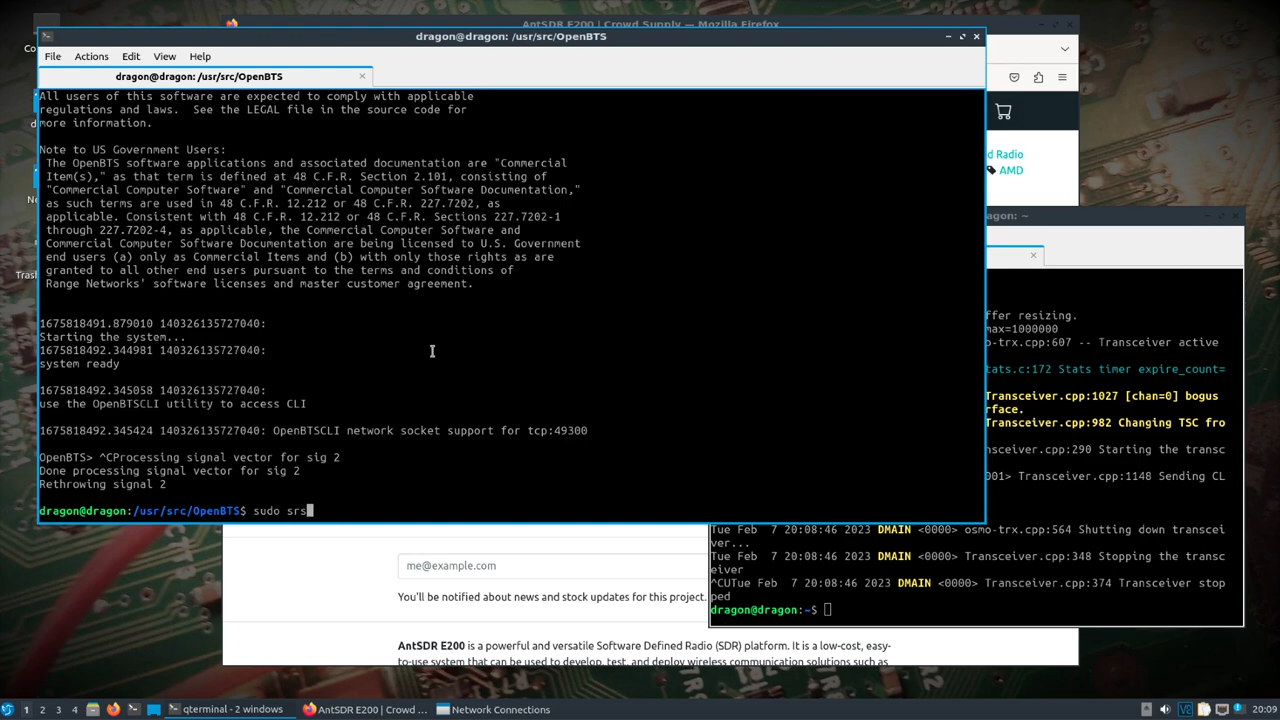 AntSDR E200 | Crowd Supply — Mozilla Firefox
dragon@dragon: /usr/src/OpenBTS
File Actions Edit View Help
dragon@dragon: /usr/src/OpenBTS
All users of this software are expected to comply with applicable
regulations and laws.  See the LEGAL file in the source code for
more information.
Note to US Government Users:
The OpenBTS software applications and associated documentation are "Commercial
Item(s)," as that term is defined at 48 C.F.R. Section 2.101, consisting of
"Commercial Computer Software" and "Commercial Computer Software Documentation,"
as such terms are used in 48 C.F.R. 12.212 or 48 C.F.R. 227.7202, as
applicable. Consistent with 48 C.F.R. 12.212 or 48 C.F.R. Sections 227.7202-1
through 227.7202-4, as applicable, the Commercial Computer Software and
Commercial Computer Software Documentation are being licensed to U.S. Government
end users (a) only as Commercial Items and (b) with only those rights as are
granted to all other end users pursuant to the terms and conditions of
Range Networks' software licenses and master customer agreement.
1675818491.879010 140326135727040:
Starting the system...
1675818492.344981 140326135727040:
system ready
1675818492.345058 140326135727040:
use the OpenBTSCLI utility to access CLI
1675818492.345424 140326135727040: OpenBTSCLI network socket support for tcp:49300
OpenBTS> ^CProcessing signal vector for sig 2
Done processing signal vector for sig 2
Rethrowing signal 2
dragon@dragon:/usr/src/OpenBTS$ sudo srs
d Radio
AMD
agon: ~
ffer resizing.
max=1000000
mo-trx.cpp:607 -- Transceiver active
tats.c:172 Stats timer expire_count=
Transceiver.cpp:1027 [chan=0] bogus
rface.
Transceiver.cpp:982 Changing TSC fro
nsceiver.cpp:290 Starting the transc
001> Transceiver.cpp:1148 Sending CL
Tue Feb  7 20:08:46 2023 DMAIN <0000> osmo-trx.cpp:564 Shutting down transcei
ver...
Tue Feb  7 20:08:46 2023 DMAIN <0000> Transceiver.cpp:348 Stopping the transc
eiver
^CUTue Feb  7 20:08:46 2023 DMAIN <0000> Transceiver.cpp:374 Transceiver stop
ped
dragon@dragon:~$
me@example.com
You'll be notified about news and stock updates for this project.
AntSDR E200 is a powerful and versatile Software Defined Radio (SDR) platform. It is a low-cost, easy-
to-use system that can be used to develop, test, and deploy wireless communication solutions such as
1 2 3 4 qterminal - 2 windows AntSDR E200 | Crowd ... Network Connections 20:09